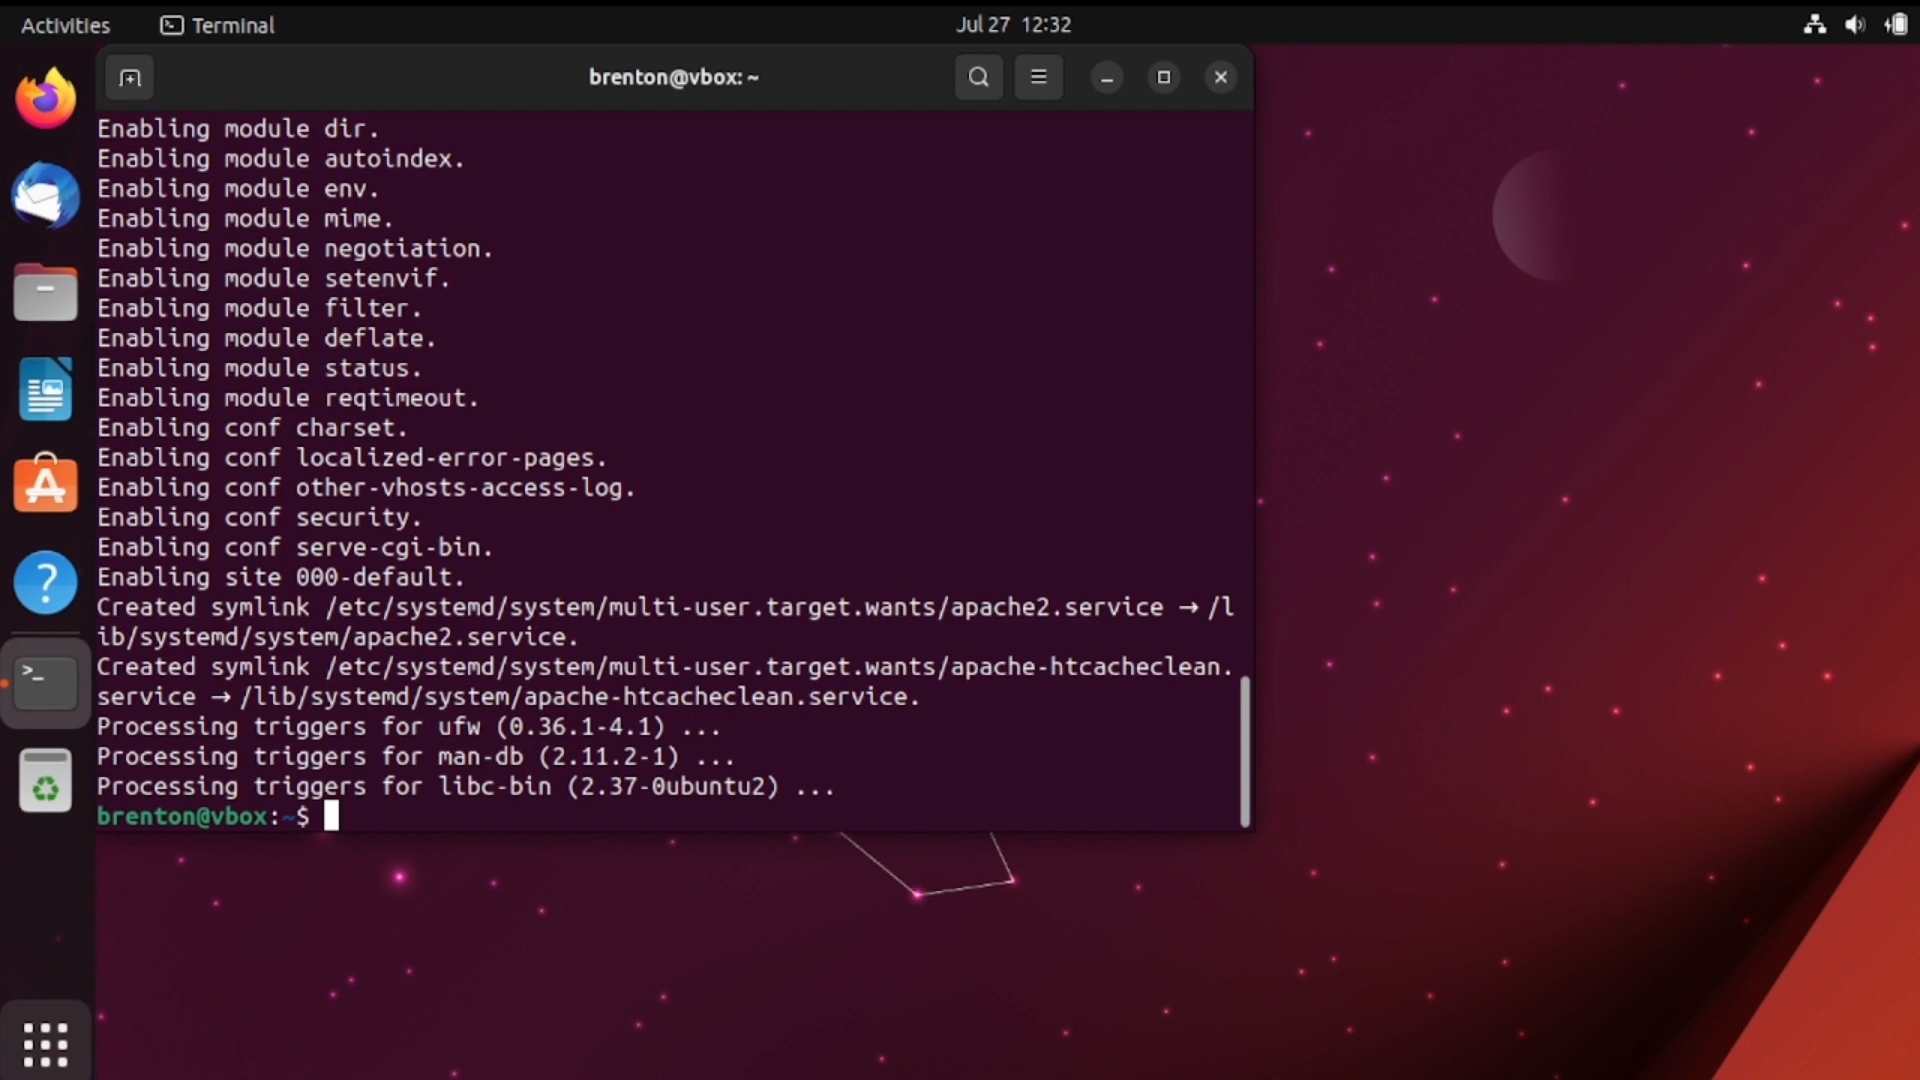 Activities Terminal Jul 27 12:32
brenton@vbox: ~
Enabling module dir.
Enabling module autoindex.
Enabling module env.
Enabling module mime.
Enabling module negotiation.
Enabling module setenvif.
Enabling module filter.
Enabling module deflate.
Enabling module status.
Enabling module reqtimeout.
Enabling conf charset.
Enabling conf localized-error-pages.
Enabling conf other-vhosts-access-log.
Enabling conf security.
Enabling conf serve-cgi-bin.
Enabling site 000-default.
Created symlink /etc/systemd/system/multi-user.target.wants/apache2.service → /l
ib/systemd/system/apache2.service.
Created symlink /etc/systemd/system/multi-user.target.wants/apache-htcacheclean.
service → /lib/systemd/system/apache-htcacheclean.service.
Processing triggers for ufw (0.36.1-4.1) ...
Processing triggers for man-db (2.11.2-1) ...
Processing triggers for libc-bin (2.37-0ubuntu2) ...
brenton@vbox:~$